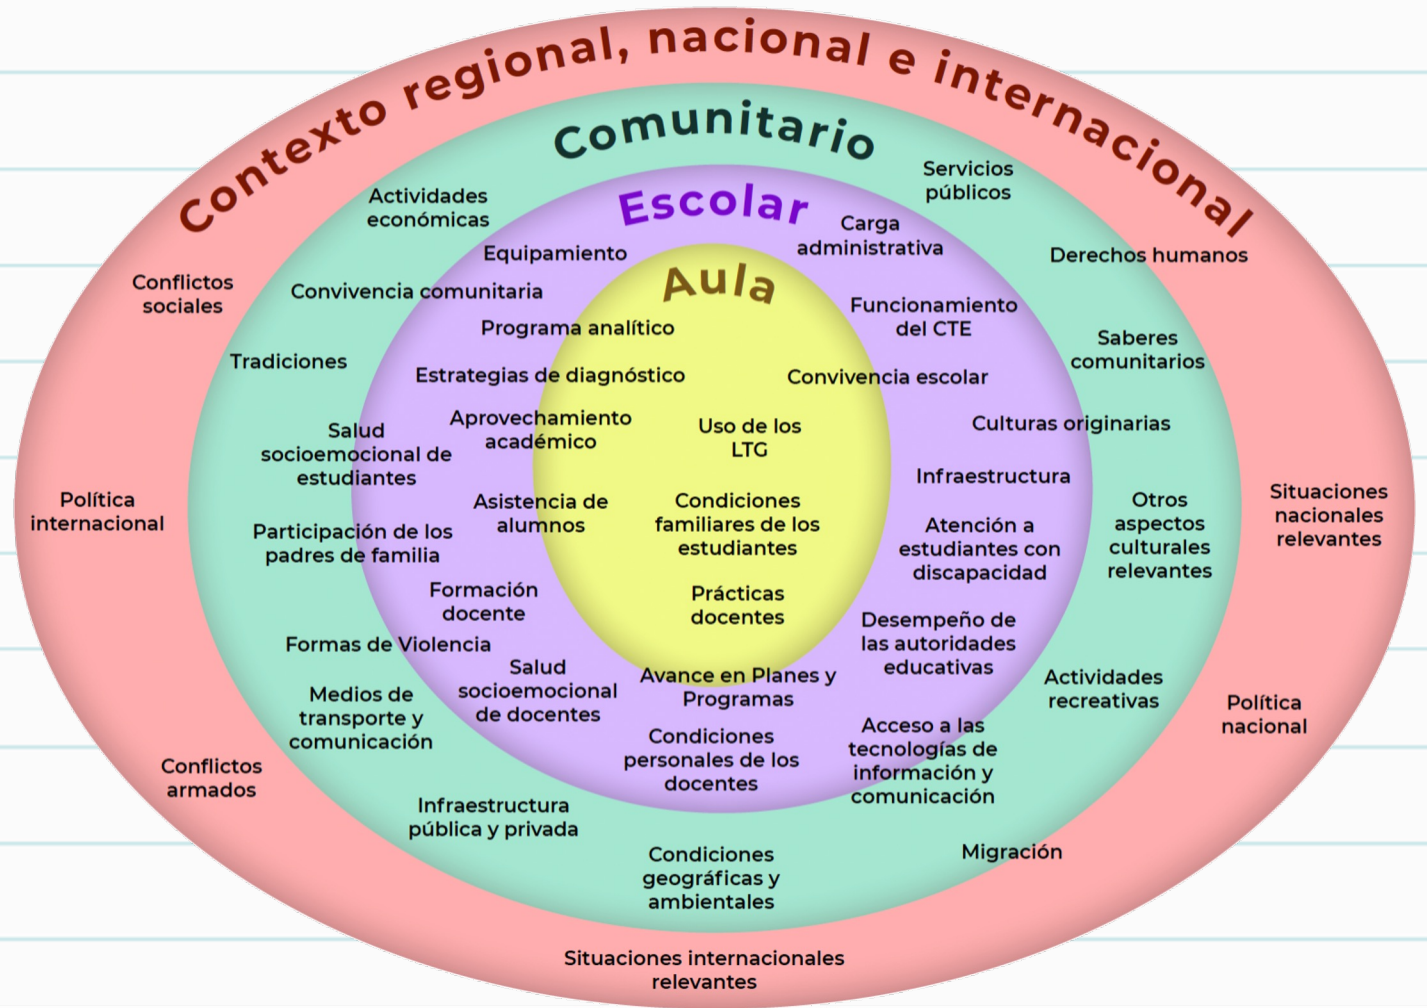 Contexto regional, nacional e internacional
Comunitario
Escolar
Aula
Servicios
públicos
Actividades
económicas
Carga
administrativa
Equipamiento
Derechos humanos
Conflictos
sociales
Convivencia comunitaria
Funcionamiento
del CTE
Programa analítico
Saberes
comunitarios
Tradiciones
Estrategias de diagnóstico
Convivencia escolar
Aprovechamiento
académico
Uso de los
LTG
Culturas originarias
Salud
socioemocional de
estudiantes
Infraestructura
Política
internacional
Asistencia de
alumnos
Condiciones
familiares de los
estudiantes
Otros
aspectos
culturales
relevantes
Situaciones
nacionales
relevantes
Participación de los
padres de familia
Atención a
estudiantes con
discapacidad
Formación
docente
Prácticas
docentes
Desempeño de
las autoridades
educativas
Formas de Violencia
Salud
socioemocional
de docentes
Avance en Planes y
Programas
Actividades
recreativas
Medios de
transporte y
comunicación
Política
nacional
Condiciones
personales de los
docentes
Acceso a las
tecnologías de
información y
comunicación
Conflictos
armados
Infraestructura
pública y privada
Condiciones
geográficas y
ambientales
Migración
Situaciones internacionales
relevantes